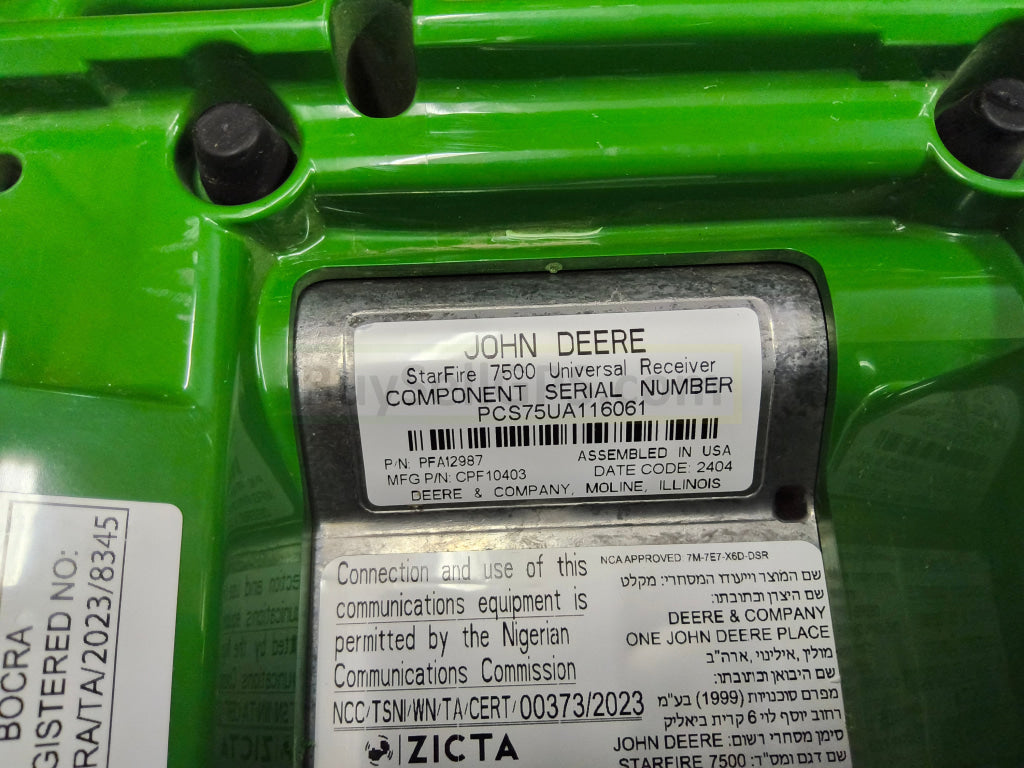 JOHN DEERE
StarFire 7500 Universal Receiver
COMPONENT SERIAL NUMBER
PCS75UA116061
P/N: PFA12987
ASSEMBLED IN USA
MFG P/N: CPF10403
DATE CODE: 2404
DEERE & COMPANY, MOLINE, ILLINOIS
Connection and use of this
communications equipment is
permitted by the Nigerian
Communications Commission
NCC/TSNI/WN/TA/CERT/00373/2023
ZICTA
NCA APPROVED: 7M-7E7-X6D-D8R
שם המוצר וייעודו המסחרי: מקלט
שם היצרן וכתובתו:
DEERE & COMPANY
ONE JOHN DEERE PLACE
מולין, אילינוי, ארה"ב
שם היבואן וכתובתו:
מפרם סוכנויות (1999) בע"מ
רחוב יוסף לוי 6 קרית ביאליק
סימן מסחרי רשום: JOHN DEERE
שם דגם ומס"ד: STARFIRE 7500
BOCRA
GISTERED NO:
RA/TA/2023/8345